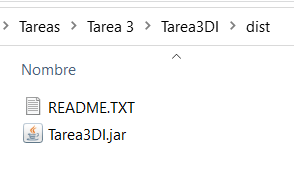 Tareas > Tarea 3 > Tarea3DI > dist
Nombre
README.TXT
Tarea3DI.jar